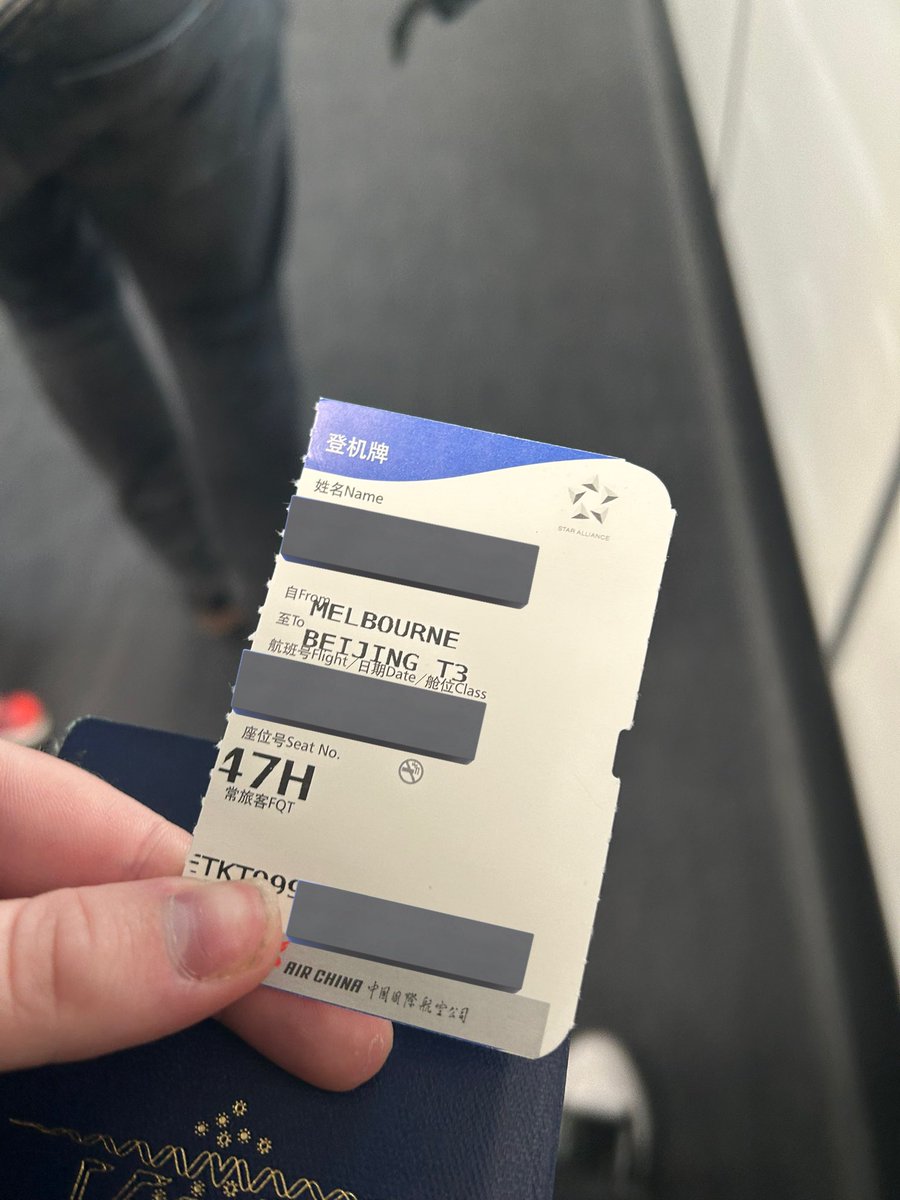 登机牌
姓名Name
STAR ALLIANCE
自From
MELBOURNE
至To
BEIJING T3
航班号Flight/日期Date/舱位Class
座位号Seat No.
47H
常旅客FQT
ETKT999
AIR CHINA 中国国际航空公司